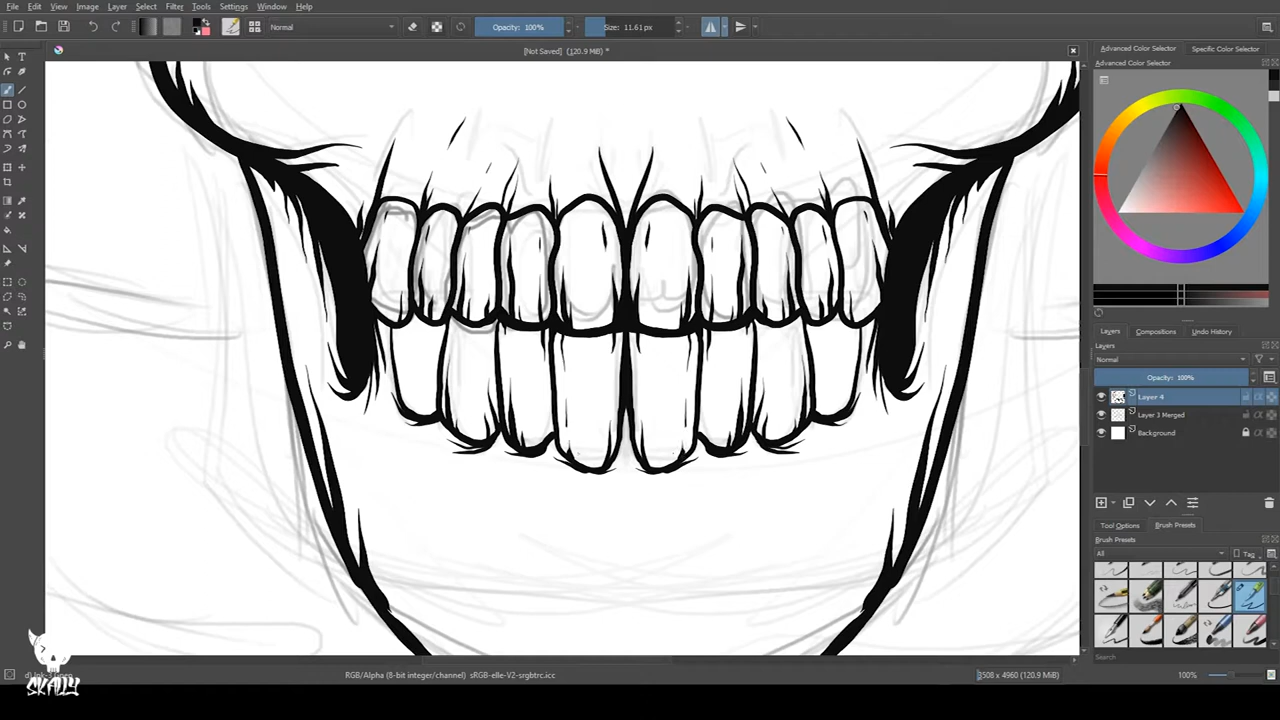 File Edit View Image Layer Select Filter Tools Settings Window Help
Normal
Opacity: 100%
Size: 11.61 px
[Not Saved] (120.9 MiB) *
Advanced Color Selector
Specific Color Selector
Advanced Color Selector
Layers
Compositions
Undo History
Layers
Normal
Opacity: 100%
Layer 4
Layer 3 Merged
Background
Tool Options
Brush Presets
Brush Presets
All
Tag
Search
RGB/Alpha (8-bit integer/channel) sRGB-elle-V2-srgbtrc.icc
3508 x 4960 (120.9 MiB)
100%
SKALLY